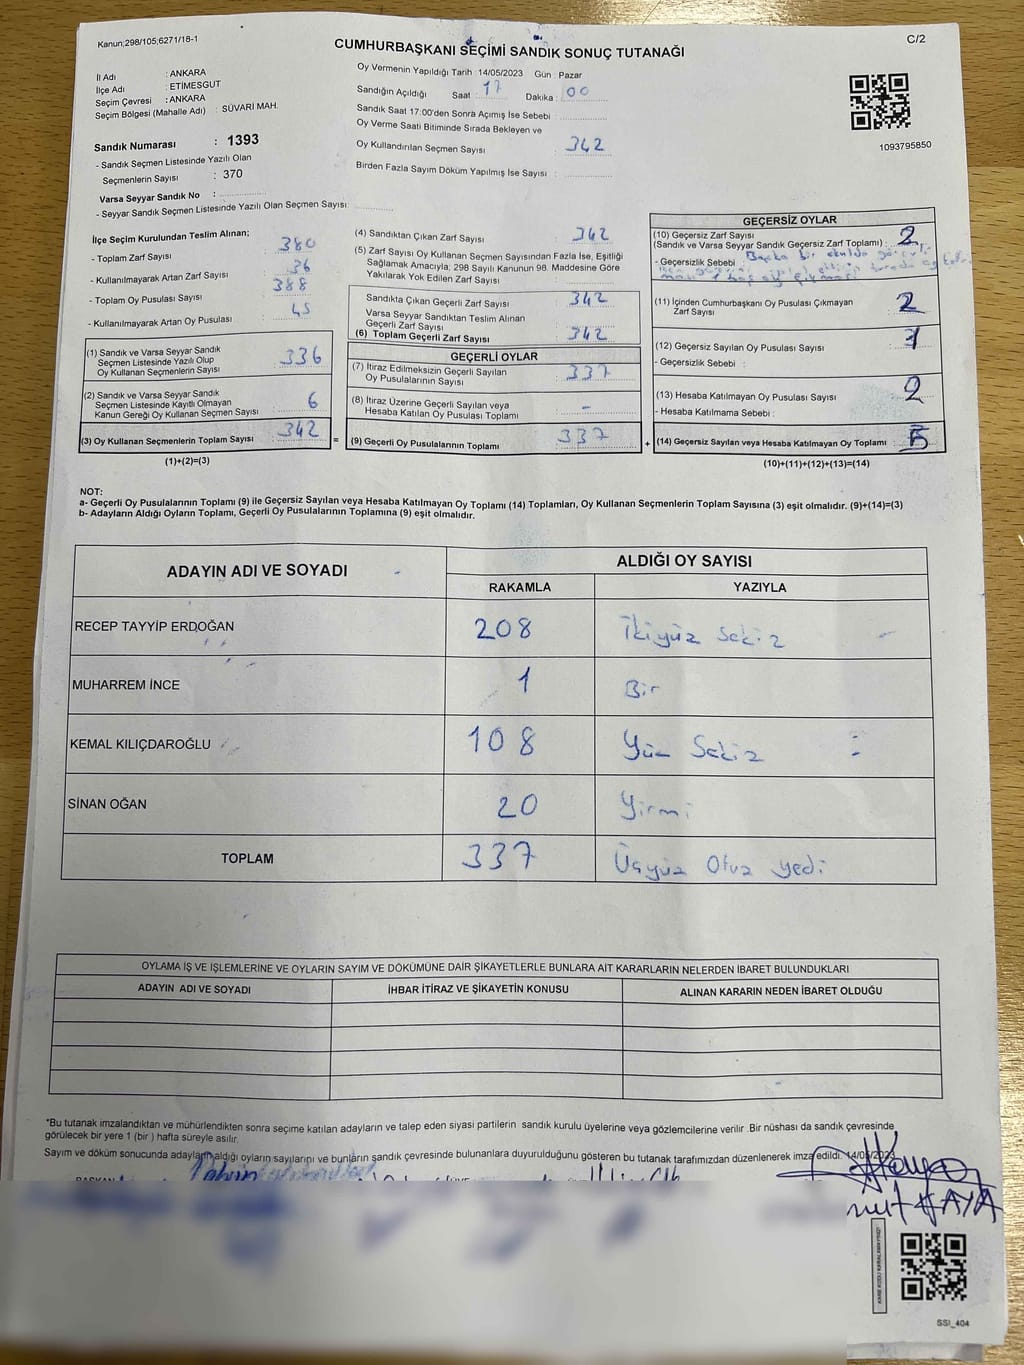 Kanun;298/105;6271/18-1
C/2
CUMHURBAŞKANI SEÇİMİ SANDIK SONUÇ TUTANAĞI
İl Adı : ANKARA
İlçe Adı : ETİMESGUT
Seçim Çevresi : ANKARA
Seçim Bölgesi (Mahalle Adı) : SÜVARİ MAH.
Sandık Numarası : 1393
- Sandık Seçmen Listesinde Yazılı Olan
Seçmenlerin Sayısı : 370
Varsa Seyyar Sandık No :
- Seyyar Sandık Seçmen Listesinde Yazılı Olan Seçmen Sayısı:
Oy Vermenin Yapıldığı Tarih : 14/05/2023 Gün : Pazar
Sandığın Açıldığı Saat : 17 Dakika : 00
Sandık Saat 17:00'den Sonra Açımış İse Sebebi :
Oy Verme Saati Bitiminde Sırada Bekleyen ve
Oy Kullandırılan Seçmen Sayısı : 342
Birden Fazla Sayım Döküm Yapılmış İse Sayısı :
1093795850
İlçe Seçim Kurulundan Teslim Alınan;
- Toplam Zarf Sayısı : 380
- Kullanılmayarak Artan Zarf Sayısı : 36
- Toplam Oy Pusulası Sayısı : 388
- Kullanılmayarak Artan Oy Pusulası : 45
(1) Sandık ve Varsa Seyyar Sandık
Seçmen Listesinde Yazılı Olup
Oy Kullanan Seçmenlerin Sayısı : 336
(2) Sandık ve Varsa Seyyar Sandık
Seçmen Listesinde Kayıtlı Olmayan
Kanun Gereği Oy Kullanan Seçmen Sayısı : 6
(3) Oy Kullanan Seçmenlerin Toplam Sayısı : 342 =
(1)+(2)=(3)
(4) Sandıktan Çıkan Zarf Sayısı : 342
(5) Zarf Sayısı Oy Kullanan Seçmen Sayısından Fazla İse, Eşitliği
Sağlamak Amacıyla; 298 Sayılı Kanunun 98. Maddesine Göre
Yakılarak Yok Edilen Zarf Sayısı :
Sandıkta Çıkan Geçerli Zarf Sayısı : 342
Varsa Seyyar Sandıktan Teslim Alınan
Geçerli Zarf Sayısı :
(6) Toplam Geçerli Zarf Sayısı : 342
GEÇERLİ OYLAR
(7) İtiraz Edilmeksizin Geçerli Sayılan
Oy Pusulalarının Sayısı : 337
(8) İtiraz Üzerine Geçerli Sayılan veya
Hesaba Katılan Oy Pusulası Toplamı : -
(9) Geçerli Oy Pusulalarının Toplamı : 337 +
GEÇERSİZ OYLAR
(10) Geçersiz Zarf Sayısı
(Sandık ve Varsa Seyyar Sandık Geçersiz Zarf Toplamı) : 2
- Geçersizlik Sebebi : Başka bir okulda
(11) İçinden Cumhurbaşkanı Oy Pusulası Çıkmayan
Zarf Sayısı : 2
(12) Geçersiz Sayılan Oy Pusulası Sayısı : 1
- Geçersizlik Sebebi :
(13) Hesaba Katılmayan Oy Pusulası Sayısı : 2
- Hesaba Katılmama Sebebi :
(14) Geçersiz Sayılan veya Hesaba Katılmayan Oy Toplamı : 5
(10)+(11)+(12)+(13)=(14)
NOT:
a- Geçerli Oy Pusulalarının Toplamı (9) ile Geçersiz Sayılan veya Hesaba Katılmayan Oy Toplamı (14) Toplamları, Oy Kullanan Seçmenlerin Toplam Sayısına (3) eşit olmalıdır. (9)+(14)=(3)
b- Adayların Aldığı Oyların Toplamı, Geçerli Oy Pusulalarının Toplamına (9) eşit olmalıdır.
ADAYIN ADI VE SOYADI
ALDIĞI OY SAYISI
RAKAMLA YAZIYLA
RECEP TAYYİP ERDOĞAN 208 İkiyüz Sekiz
MUHARREM İNCE 1 Bir
KEMAL KILIÇDAROĞLU 108 Yüz Sekiz
SİNAN OĞAN 20 Yirmi
TOPLAM 337 Üçyüz Otuz yedi
OYLAMA İŞ VE İŞLEMLERİNE VE OYLARIN SAYIM VE DÖKÜMÜNE DAİR ŞİKAYETLERLE BUNLARA AİT KARARLARIN NELERDEN İBARET BULUNDUKLARI
ADAYIN ADI VE SOYADI İHBAR İTİRAZ VE ŞİKAYETİN KONUSU ALINAN KARARIN NEDEN İBARET OLDUĞU
*Bu tutanak imzalandıktan ve mühürlendikten sonra seçime katılan adayların ve talep eden siyasi partilerin sandık kurulu üyelerine veya gözlemcilerine verilir .Bir nüshası da sandık çevresinde
görülecek bir yere 1 (bir ) hafta süreyle asılır.
Sayım ve döküm sonucunda adayların aldığı oyların sayılarını ve bunların sandık çevresinde bulunanlara duyurulduğunu gösteren bu tutanak tarafımızdan düzenlenerek imza edildi. 14/05/2023
BAŞKAN
KAYA
SSI_404